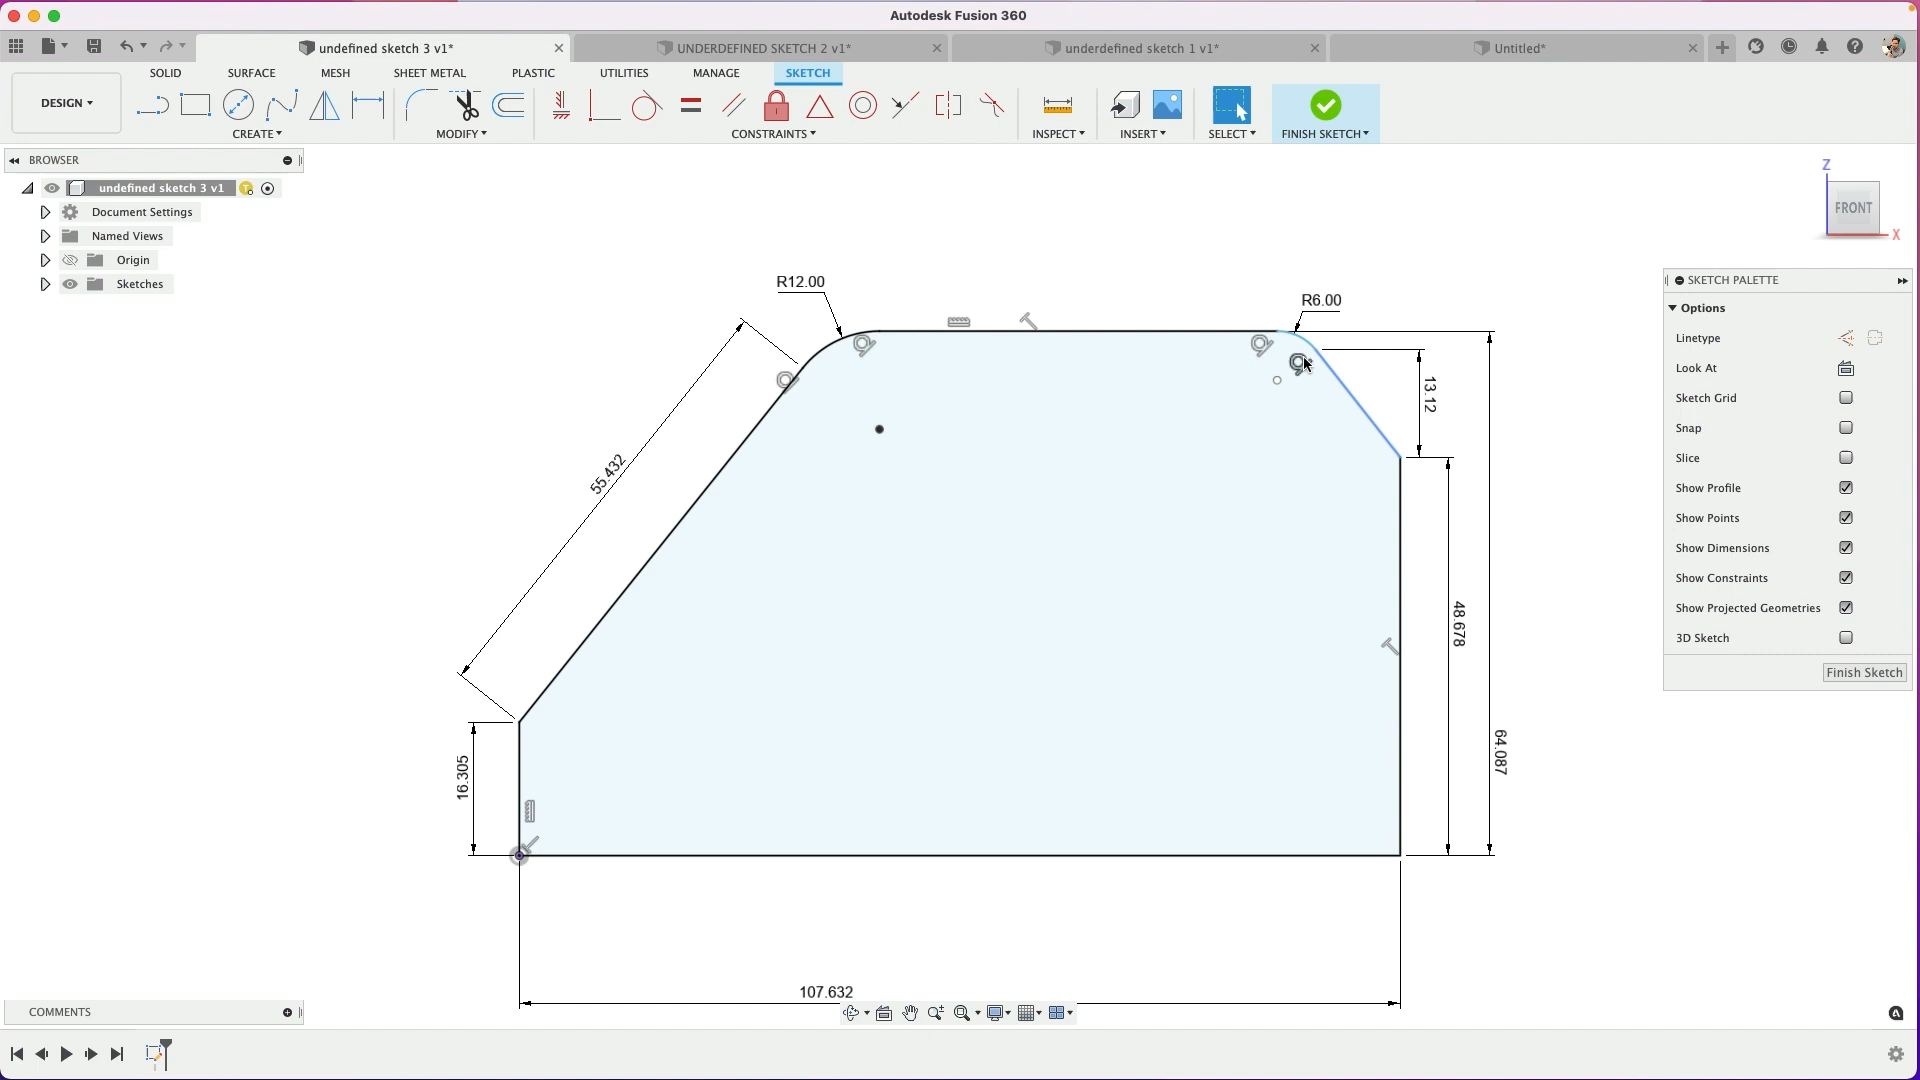 Autodesk Fusion 360
undefined sketch 3 v1*
UNDERDEFINED SKETCH 2 v1*
underdefined sketch 1 v1*
Untitled*
DESIGN
SOLID
SURFACE
MESH
SHEET METAL
PLASTIC
UTILITIES
MANAGE
SKETCH
CREATE
MODIFY
CONSTRAINTS
INSPECT
INSERT
SELECT
FINISH SKETCH
BROWSER
undefined sketch 3 v1
Document Settings
Named Views
Origin
Sketches
Z
FRONT
X
SKETCH PALETTE
Options
Linetype
Look At
Sketch Grid
Snap
Slice
Show Profile
Show Points
Show Dimensions
Show Constraints
Show Projected Geometries
3D Sketch
Finish Sketch
R12.00
R6.00
13.12
55.432
48.678
64.087
16.305
107.632
COMMENTS